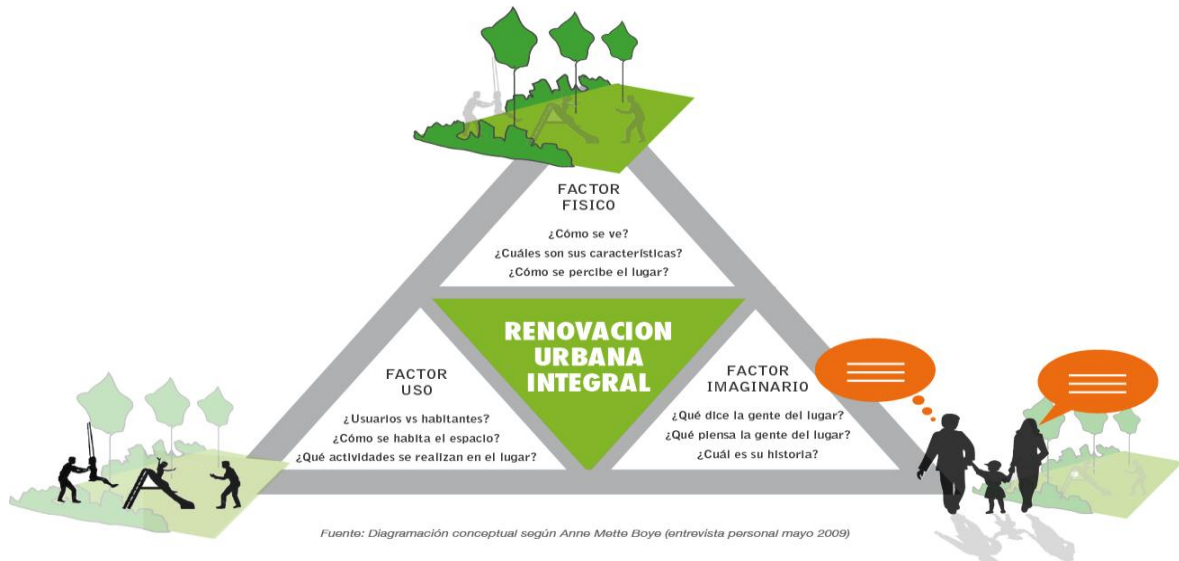 FACTOR
FISICO
¿Cómo se ve?
¿Cuáles son sus características?
¿Cómo se percibe el lugar?
RENOVACION
URBANA
INTEGRAL
FACTOR
USO
¿Usuarios vs habitantes?
¿Cómo se habita el espacio?
¿Qué actividades se realizan en el lugar?
FACTOR
IMAGINARIO
¿Qué dice la gente del lugar?
¿Qué piensa la gente del lugar?
¿Cuál es su historia?
Fuente: Diagramación conceptual según Anne Mette Boye (entrevista personal mayo 2009)